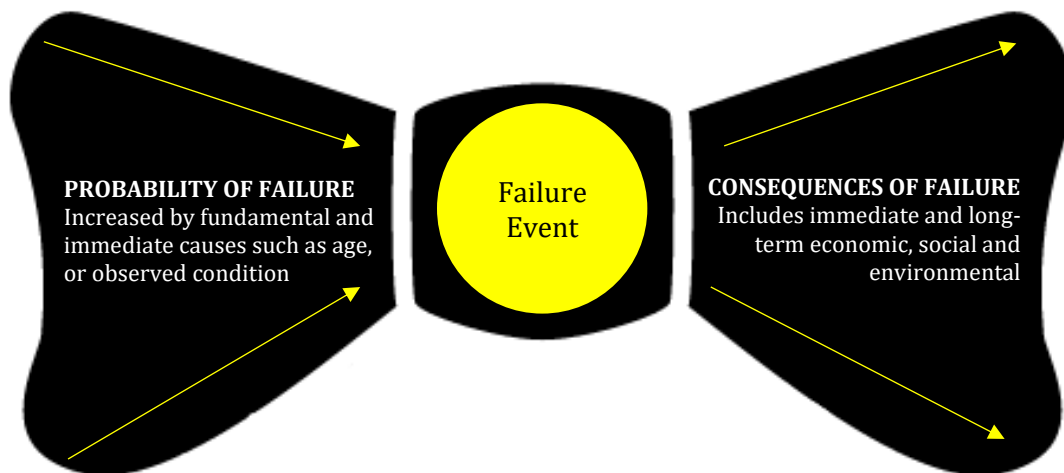 PROBABILITY OF FAILURE
Increased by fundamental and
immediate causes such as age,
or observed condition
Failure
Event
CONSEQUENCES OF FAILURE
Includes immediate and long-
term economic, social and
environmental